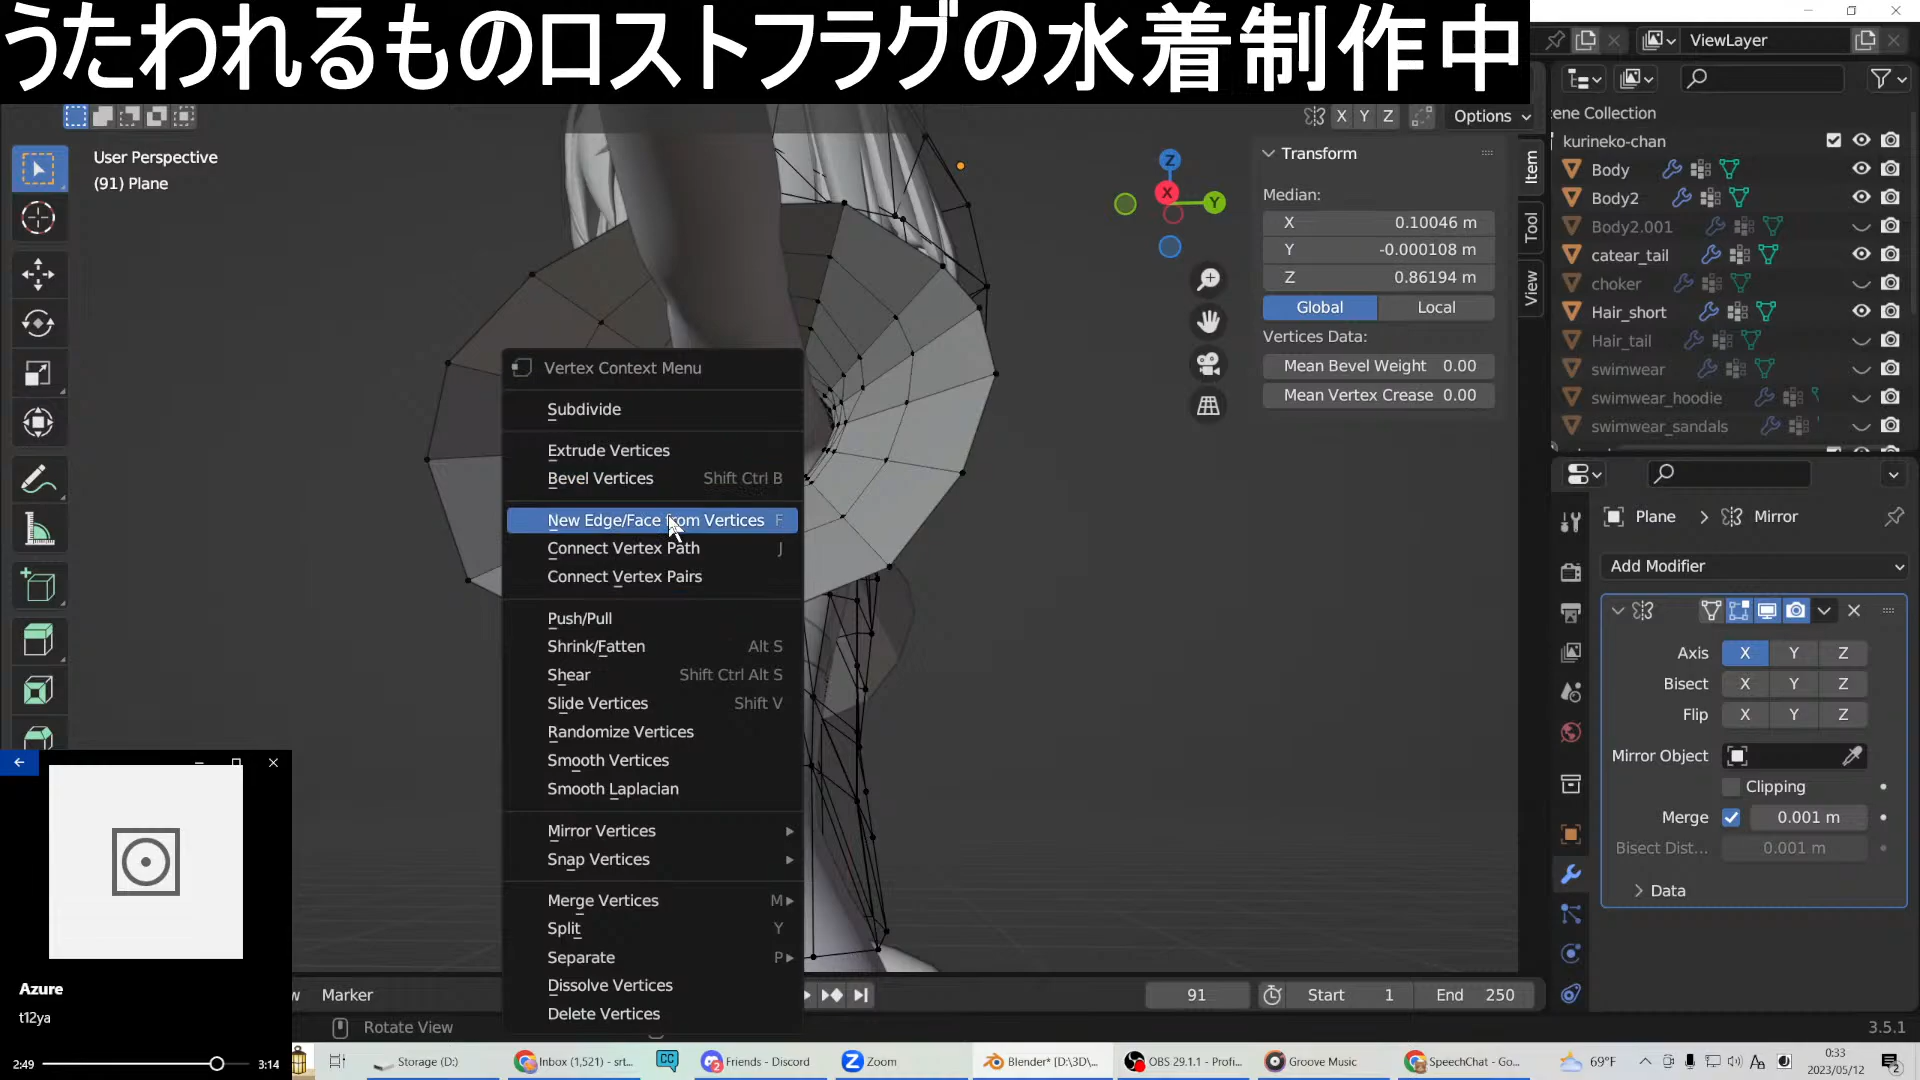 うたわれるものロストフラグの水着制作中
ViewLayer
X Y Z
Options
User Perspective
(91) Plane
Transform
Median:
X 0.10046 m
Y -0.000108 m
Z 0.86194 m
Global Local
Vertices Data:
Mean Bevel Weight 0.00
Mean Vertex Crease 0.00
Item
Tool
View
Z
X
Y
cene Collection
kurineko-chan
Body
Body2
Body2.001
catear_tail
choker
Hair_short
Hair_tail
swimwear
swimwear_hoodie
swimwear_sandals
Vertex Context Menu
Subdivide
Extrude Vertices
Bevel Vertices Shift Ctrl B
New Edge/Face from Vertices F
Connect Vertex Path J
Connect Vertex Pairs
Push/Pull
Shrink/Fatten Alt S
Shear Shift Ctrl Alt S
Slide Vertices Shift V
Randomize Vertices
Smooth Vertices
Smooth Laplacian
Mirror Vertices
Snap Vertices
Merge Vertices M
Split Y
Separate P
Dissolve Vertices
Delete Vertices
Plane > Mirror
Add Modifier
Axis X Y Z
Bisect X Y Z
Flip X Y Z
Mirror Object
Clipping
Merge 0.001 m
Bisect Dist... 0.001 m
Data
Azure
t12ya
2:49 3:14
w Marker
91 Start 1 End 250
Rotate View
3.5.1
Storage (D:)
Inbox (1,521) - srt...
CC
Friends - Discord
Zoom
Blender* [D:\3D\...
OBS 29.1.1 - Profi...
Groove Music
SpeechChat - Go...
69°F
0:33
2023/05/12
2